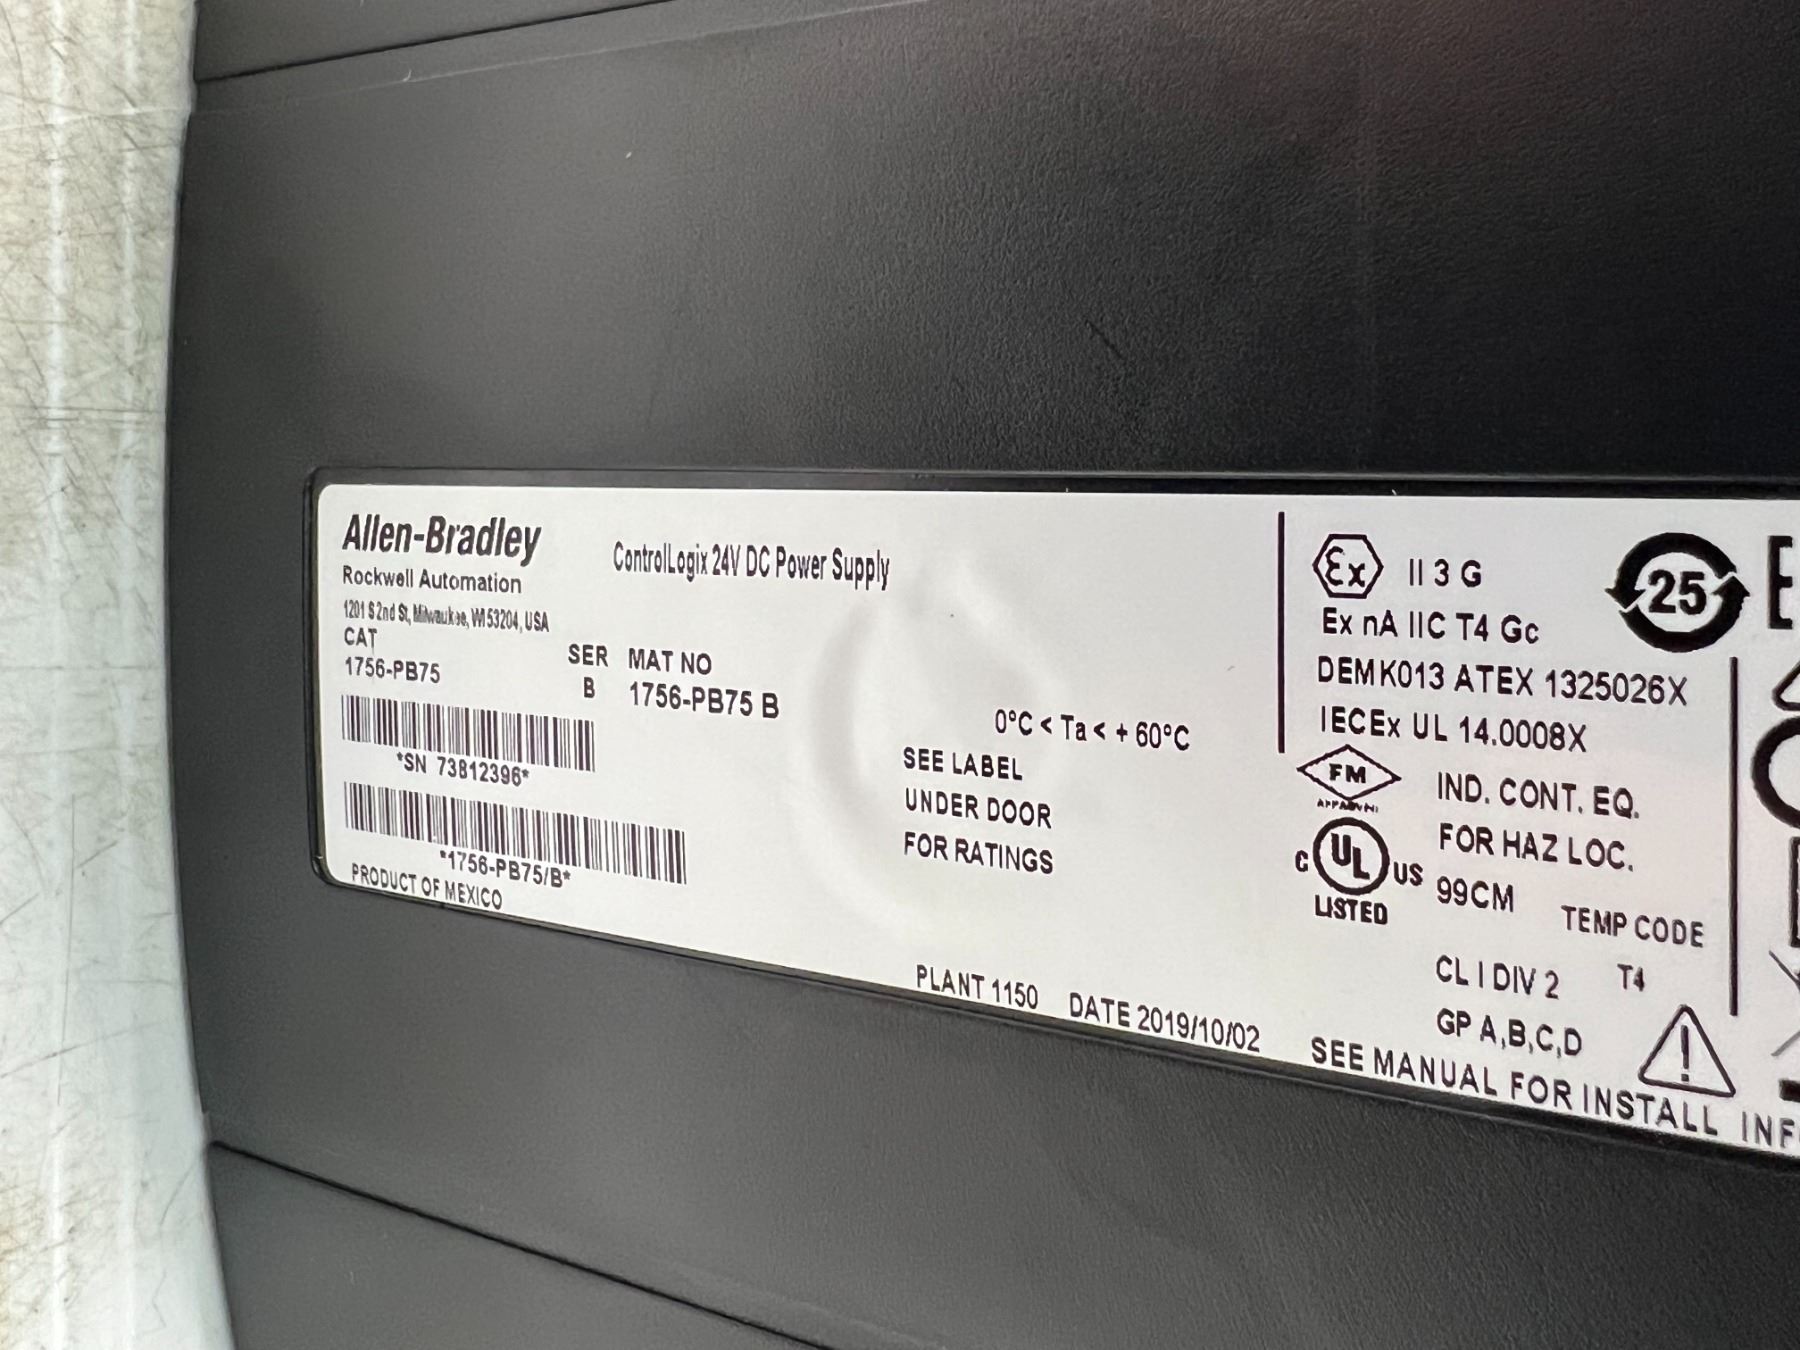 Allen-Bradley
Rockwell Automation
1201 S 2nd St, Milwaukee, WI 53204, USA
CAT
1756-PB75
SER
B
MAT NO
1756-PB75 B
*SN 73812396*
*1756-PB75/B*
PRODUCT OF MEXICO
ControlLogix 24V DC Power Supply
0°C < Ta < + 60°C
SEE LABEL
UNDER DOOR
FOR RATINGS
PLANT 1150 DATE 2019/10/02
Ex II 3 G
Ex nA IIC T4 Gc
DEMKO13 ATEX 1325026X
IECEx UL 14.0008X
25
FM
APPROVED
IND. CONT. EQ.
FOR HAZ LOC.
C UL US
LISTED
99CM
TEMP CODE
CL I DIV 2 T4
GP A,B,C,D
SEE MANUAL FOR INSTALL